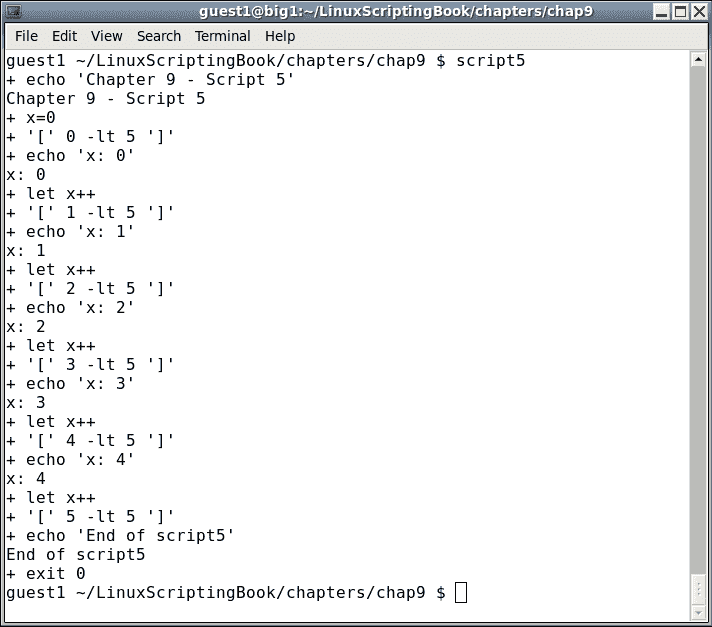 guest1@big1:~/LinuxScriptingBook/chapters/chap9
File Edit View Search Terminal Help
guest1 ~/LinuxScriptingBook/chapters/chap9 $ script5
+ echo 'Chapter 9 - Script 5'
Chapter 9 - Script 5
+ x=0
+ '[' 0 -lt 5 ']'
+ echo 'x: 0'
x: 0
+ let x++
+ '[' 1 -lt 5 ']'
+ echo 'x: 1'
x: 1
+ let x++
+ '[' 2 -lt 5 ']'
+ echo 'x: 2'
x: 2
+ let x++
+ '[' 3 -lt 5 ']'
+ echo 'x: 3'
x: 3
+ let x++
+ '[' 4 -lt 5 ']'
+ echo 'x: 4'
x: 4
+ let x++
+ '[' 5 -lt 5 ']'
+ echo 'End of script5'
End of script5
+ exit 0
guest1 ~/LinuxScriptingBook/chapters/chap9 $